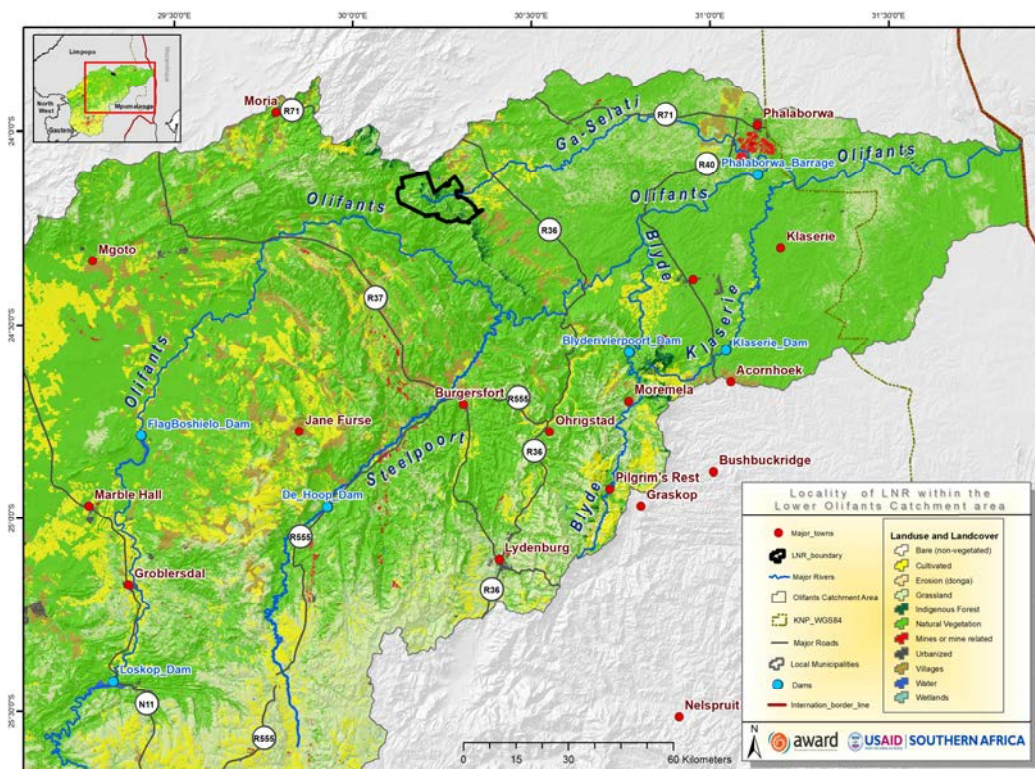 29°30'0"E
30°0'0"E
30°30'0"E
31°0'0"E
31°30'0"E
Limpopo
North
West
Mpumalanga
Gauteng
24°0'0"S
24°30'0"S
25°0'0"S
25°30'0"S
Moria
R71
Ga-Selati
R71
Phalaborwa
Phalaborwa_Barrage
R40
Olifants
Olifants
Olifants
R36
Mgoto
Blyde
Klaserie
R37
Klaserie
Blyderivierpoort_Dam
Klaserie_Dam
Olifants
Acornhoek
Burgersfort
R555
Moremela
FlagBoshielo_Dam
Jane Furse
Ohrigstad
Steelpoort
R36
Bushbuckridge
Pilgrim's Rest
Marble Hall
De_Hoop_Dam
Graskop
Blyde
R555
Lydenburg
Groblersdal
R36
Loskop_Dam
N11
R555
Nelspruit
0 5 10 20 30 40 60 Kilometers
Locality of LNR within the
Lower Olifants Catchment area
Major_towns
LNR_boundary
Major Rivers
Olifants Catchment Area
KNP_WGS84
Major Roads
Local Municipalities
Dams
Internation_border_line
Landuse and Landcover
Bare (non-vegetated)
Cultivated
Erosion (donga)
Grassland
Indigenous Forest
Natural Vegetation
Mines or mine related
Urbanized
Villages
Water
Wetlands
N
award
USAID SOUTHERN AFRICA